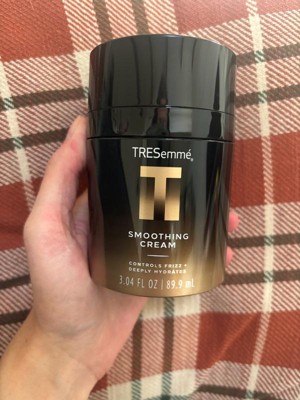 TRESemmé
T
SMOOTHING
CREAM
CONTROLS FRIZZ +
DEEPLY HYDRATES
3.04 FL OZ | 89.9 mL